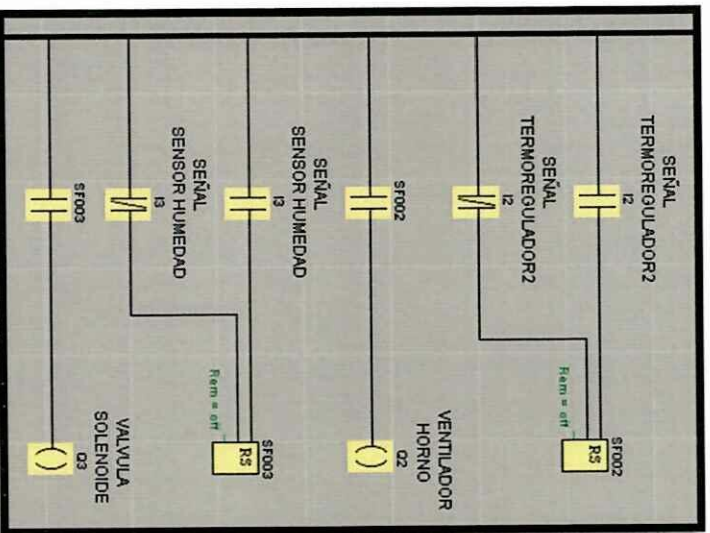 SEÑAL
TERMOREGULADOR2
I2
SF002
RS
Rem = off
SEÑAL
TERMOREGULADOR2
I2
VENTILADOR
HORNO
SF002
Q2
SEÑAL
SENSOR HUMEDAD
I3
SF003
RS
Rem = off
SEÑAL
SENSOR HUMEDAD
I3
VALVULA
SOLENOIDE
SF003
Q3